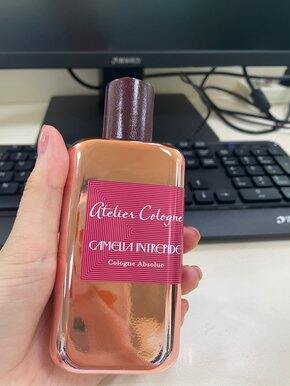 Atelier Cologne
CAMELIA INTREPIDE
Cologne Absolue